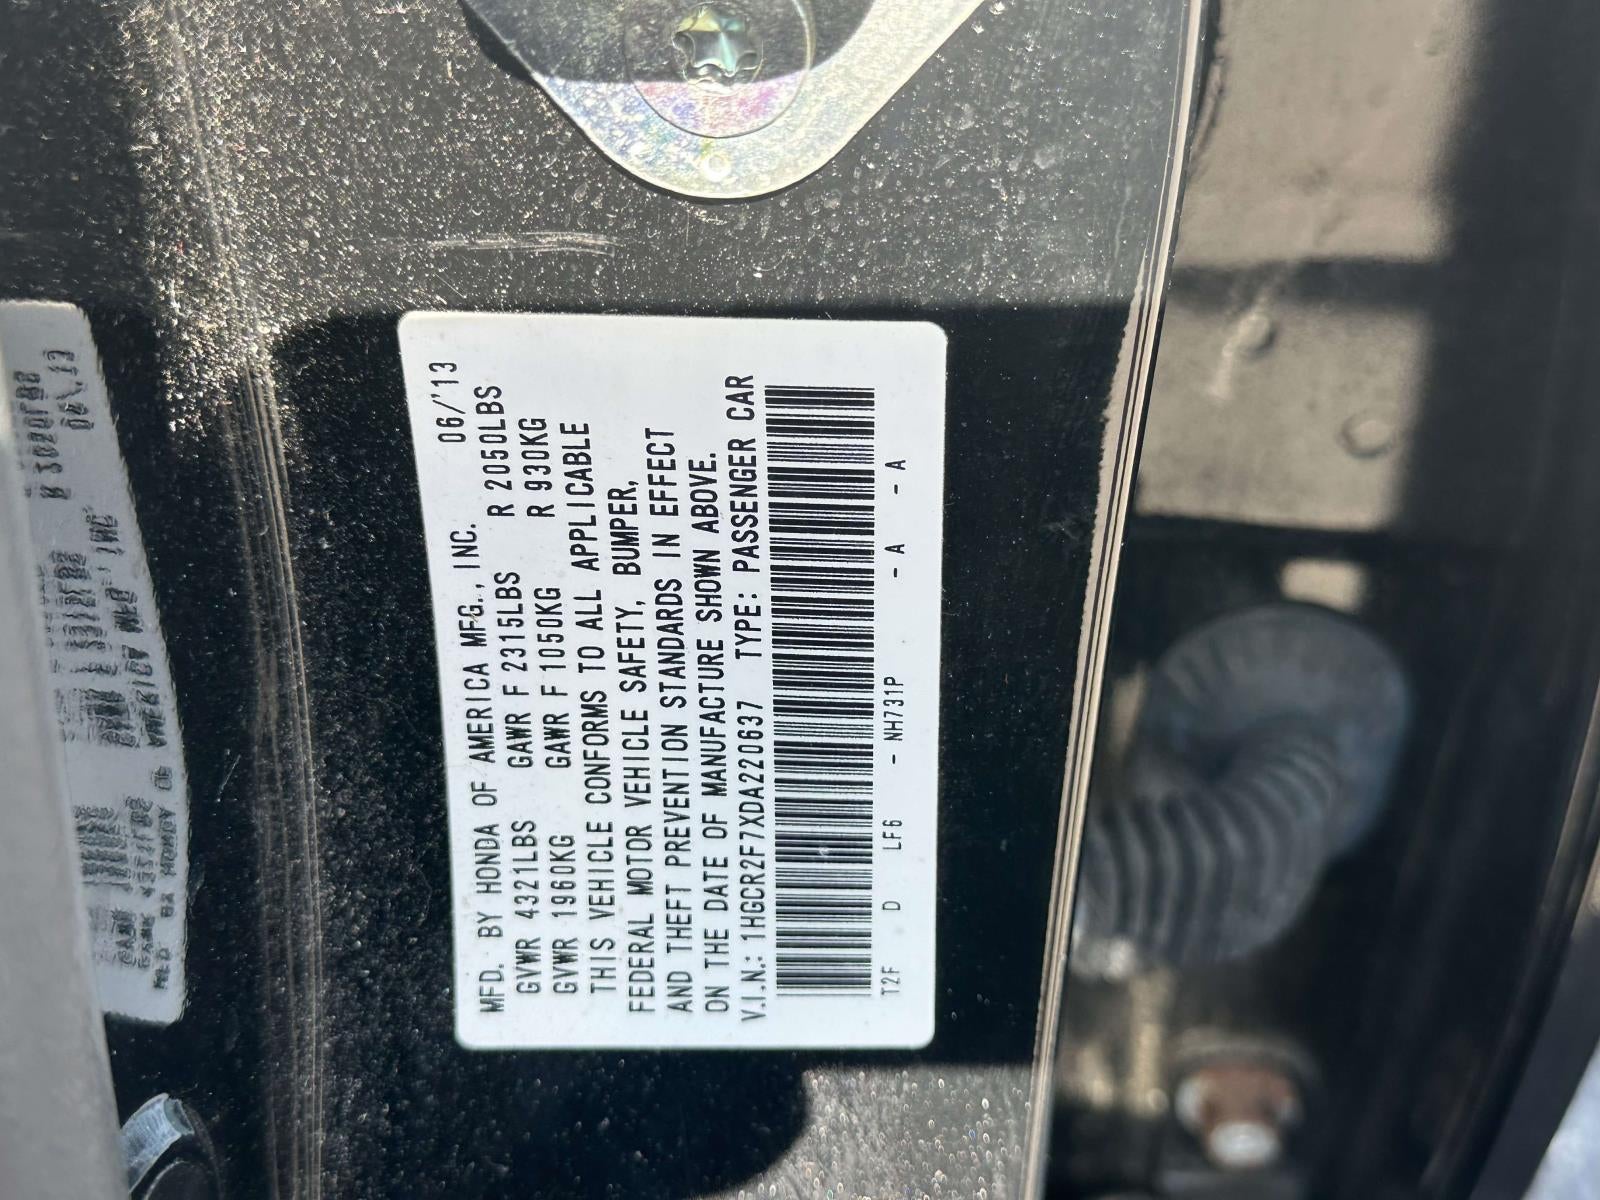 MFD. BY HONDA OF AMERICA MFG., INC. 06/'13
GVWR 4321LBS GAWR F 2315LBS R 2050LBS
GVWR 1960KG GAWR F 1050KG R 930KG
THIS VEHICLE CONFORMS TO ALL APPLICABLE
FEDERAL MOTOR VEHICLE SAFETY, BUMPER,
AND THEFT PREVENTION STANDARDS IN EFFECT
ON THE DATE OF MANUFACTURE SHOWN ABOVE.
V.I.N.: 1HGCR2F7XDA220637 TYPE: PASSENGER CAR
T2F D LF6 - NH731P - A - A